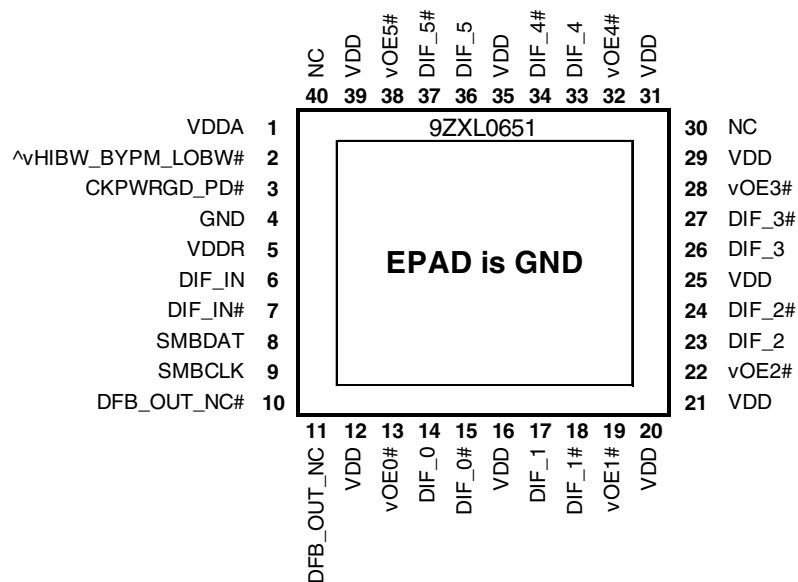 NC VDD vOE5# DIF_5# DIF_5 VDD DIF_4# DIF_4 vOE4# VDD
40 39 38 37 36 35 34 33 32 31
9ZXL0651
VDDA 1
^vHIBW_BYPM_LOBW# 2
CKPWRGD_PD# 3
GND 4
VDDR 5
DIF_IN 6
DIF_IN# 7
SMBDAT 8
SMBCLK 9
DFB_OUT_NC# 10
EPAD is GND
30 NC
29 VDD
28 vOE3#
27 DIF_3#
26 DIF_3
25 VDD
24 DIF_2#
23 DIF_2
22 vOE2#
21 VDD
11 12 13 14 15 16 17 18 19 20
DFB_OUT_NC VDD vOE0# DIF_0 DIF_0# VDD DIF_1 DIF_1# vOE1# VDD